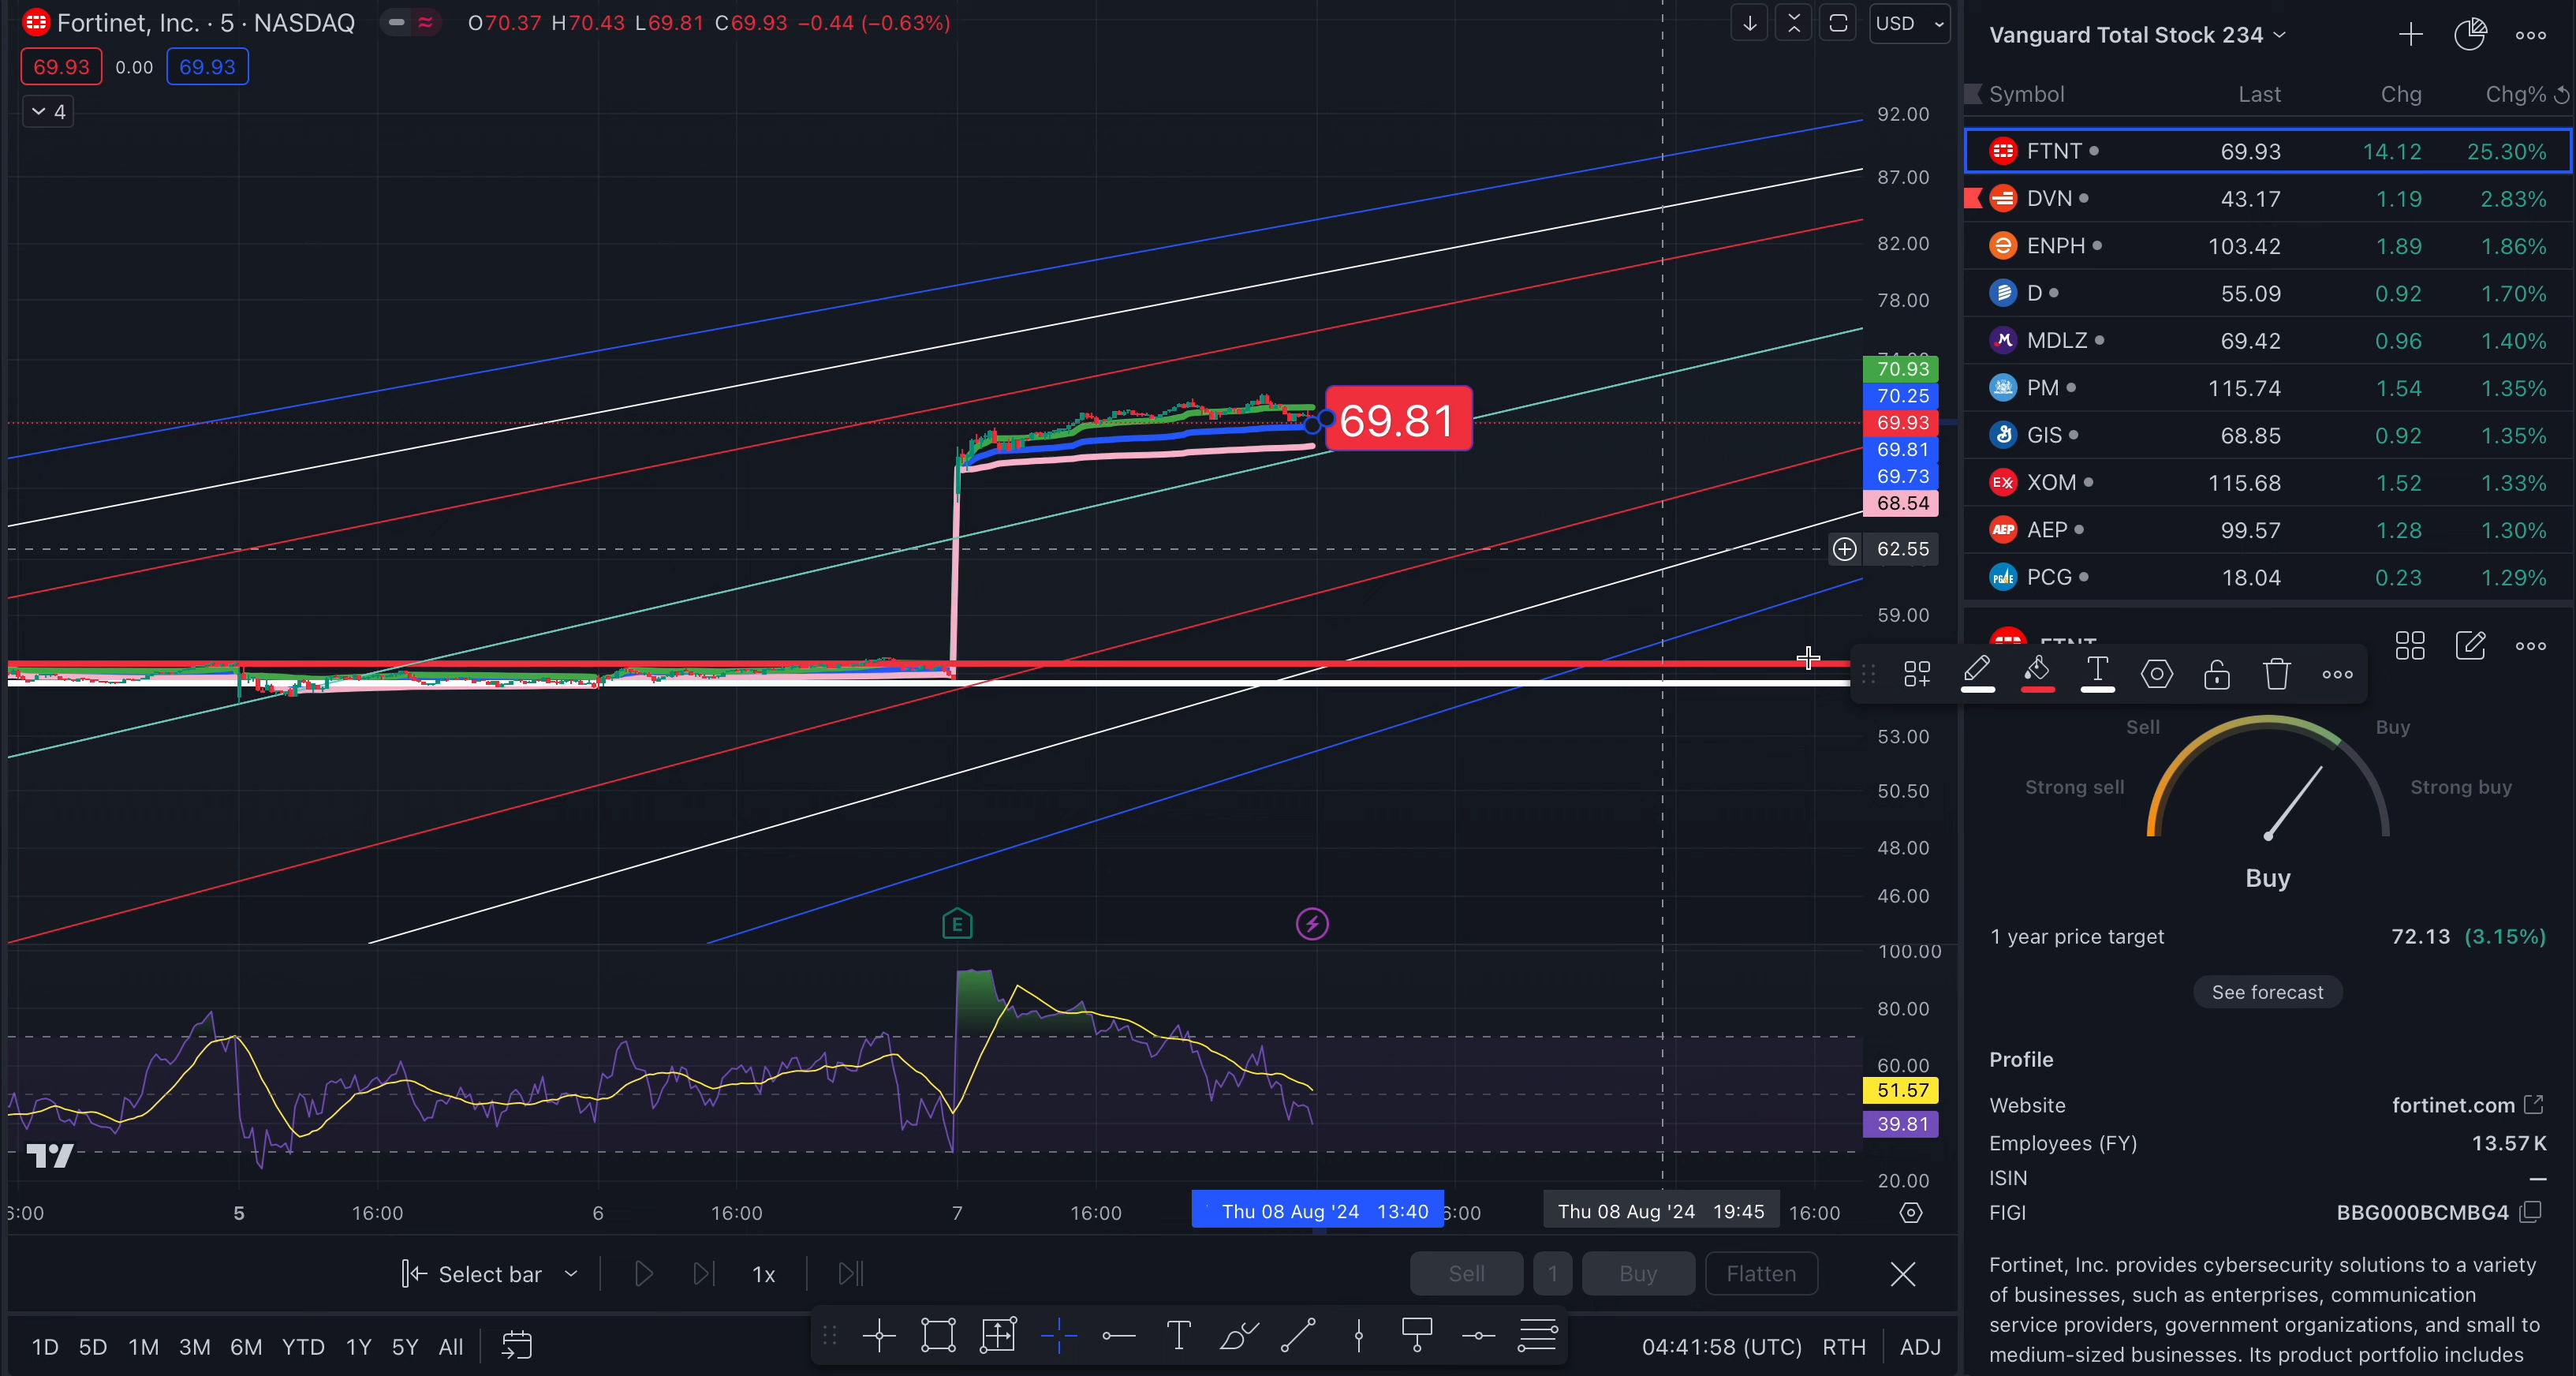 Fortinet, Inc. · 5 · NASDAQ
O70.37 H70.43 L69.81 C69.93 −0.44 (−0.63%)
USD
69.93 0.00 69.93
4
92.00
87.00
82.00
78.00
70.93
70.25
69.93
69.81
69.73
68.54
69.81
62.55
59.00
53.00
50.50
48.00
46.00
E
100.00
80.00
60.00
51.57
39.81
20.00
5 16:00 6 16:00 7 16:00 Thu 08 Aug '24 13:40 Thu 08 Aug '24 19:45 16:00
Select bar 1x Sell 1 Buy Flatten
1D 5D 1M 3M 6M YTD 1Y 5Y All T 04:41:58 (UTC) RTH ADJ
Vanguard Total Stock 234
Symbol Last Chg Chg%
FTNT 69.93 14.12 25.30%
DVN 43.17 1.19 2.83%
ENPH 103.42 1.89 1.86%
D 55.09 0.92 1.70%
MDLZ 69.42 0.96 1.40%
PM 115.74 1.54 1.35%
GIS 68.85 0.92 1.35%
XOM 115.68 1.52 1.33%
AEP 99.57 1.28 1.30%
PCG 18.04 0.23 1.29%
T
Sell Buy
Strong sell Strong buy
Buy
1 year price target 72.13 (3.15%)
See forecast
Profile
Website fortinet.com
Employees (FY) 13.57K
ISIN —
FIGI BBG000BCMBG4
Fortinet, Inc. provides cybersecurity solutions to a variety
of businesses, such as enterprises, communication
service providers, government organizations, and small to
medium-sized businesses. Its product portfolio includes